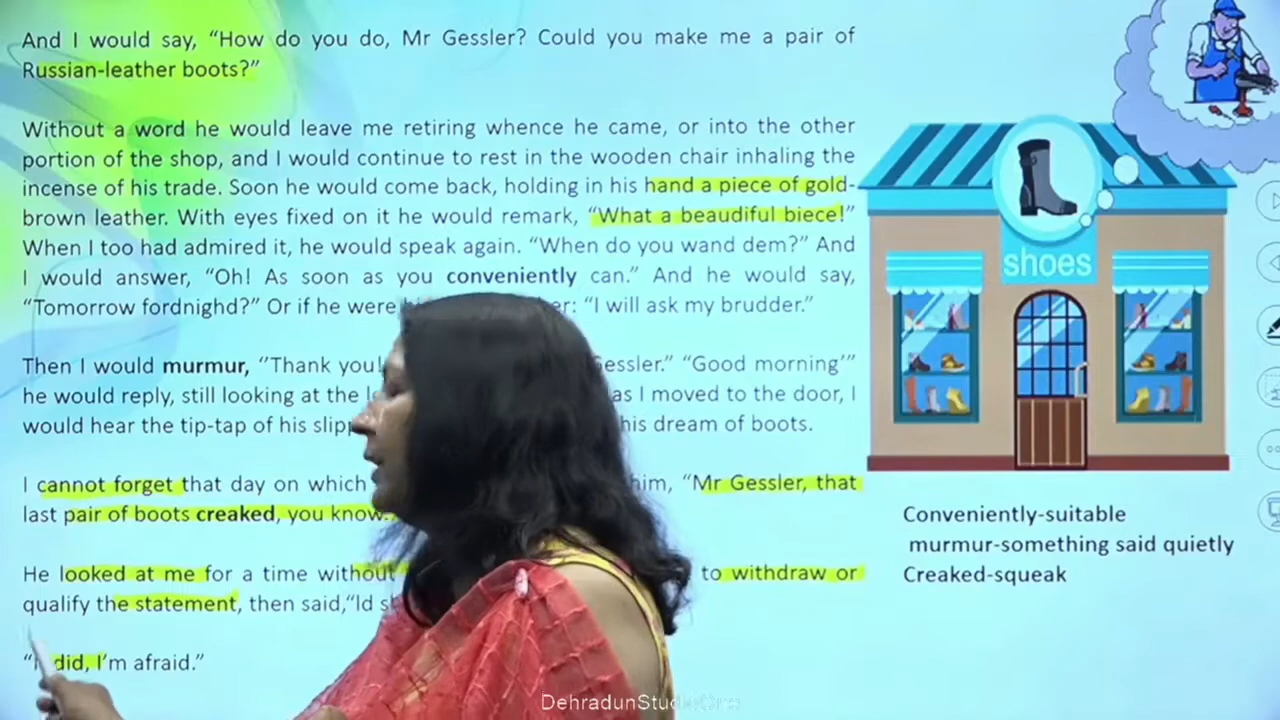 And I would say, “How do you do, Mr Gessler? Could you make me a pair of
Russian-leather boots?”
Without a word he would leave me retiring whence he came, or into the other
portion of the shop, and I would continue to rest in the wooden chair inhaling the
incense of his trade. Soon he would come back, holding in his hand a piece of gold-
brown leather. With eyes fixed on it he would remark, “What a beaudiful biece!”
When I too had admired it, he would speak again. “When do you wand dem?” And
I would answer, “Oh! As soon as you conveniently can.” And he would say,
“Tomorrow fordnighd?” Or if he were “I will ask my brudder.”
Then I would murmur, “Thank you! “Good morning’”
he would reply, still looking at the as I moved to the door, I
would hear the tip-tap of his his dream of boots.
I cannot forget that day on which him, “Mr Gessler, that
last pair of boots creaked, you know.
He looked at me for a time without to withdraw or
qualify the statement, then said,“Id
did, I’m afraid.”
shoes
Conveniently-suitable
murmur-something said quietly
Creaked-squeak